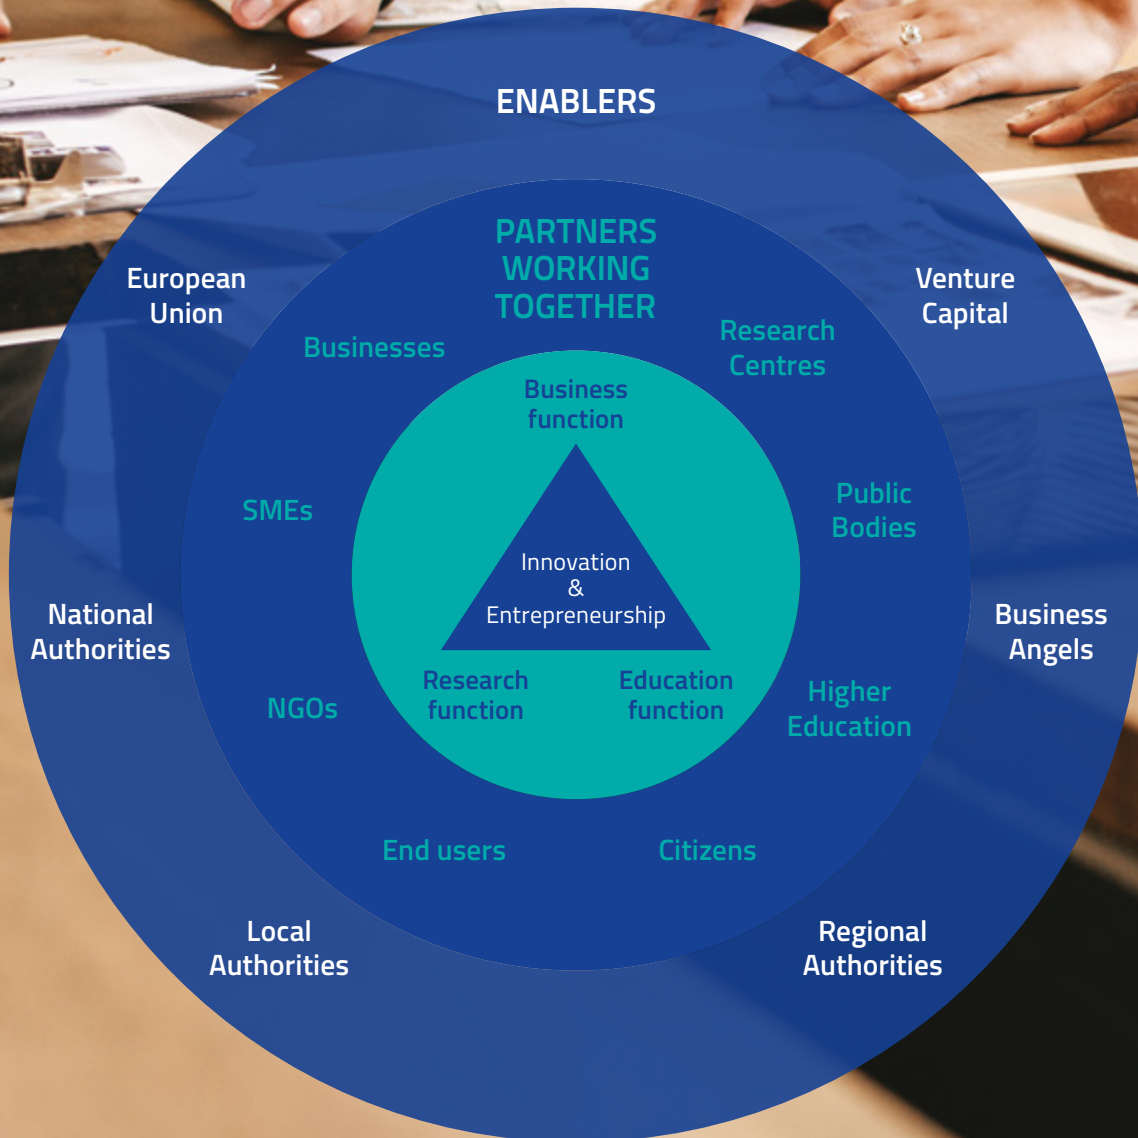 ENABLERS
PARTNERS
WORKING
TOGETHER
European
Union
Venture
Capital
Businesses
Research
Centres
Business
function
SMEs
Public
Bodies
Innovation
&
Entrepreneurship
National
Authorities
Business
Angels
Research
function
Education
function
NGOs
Higher
Education
End users
Citizens
Local
Authorities
Regional
Authorities